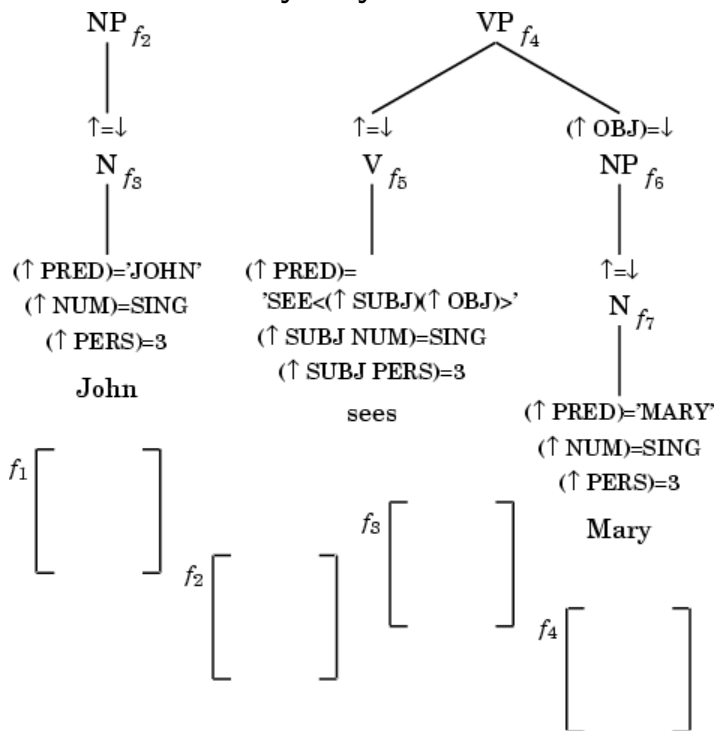 NP f2 VP f4
↑=↓ ↑=↓ (↑ OBJ)=↓
N f3 V f5 NP f6
(↑ PRED)='JOHN' (↑ PRED)= ↑=↓
(↑ NUM)=SING 'SEE<(↑ SUBJ)(↑ OBJ)>' N f7
(↑ PERS)=3 (↑ SUBJ NUM)=SING
John (↑ SUBJ PERS)=3
sees (↑ PRED)='MARY'
(↑ NUM)=SING
(↑ PERS)=3
Mary
f1
f2
f3
f4